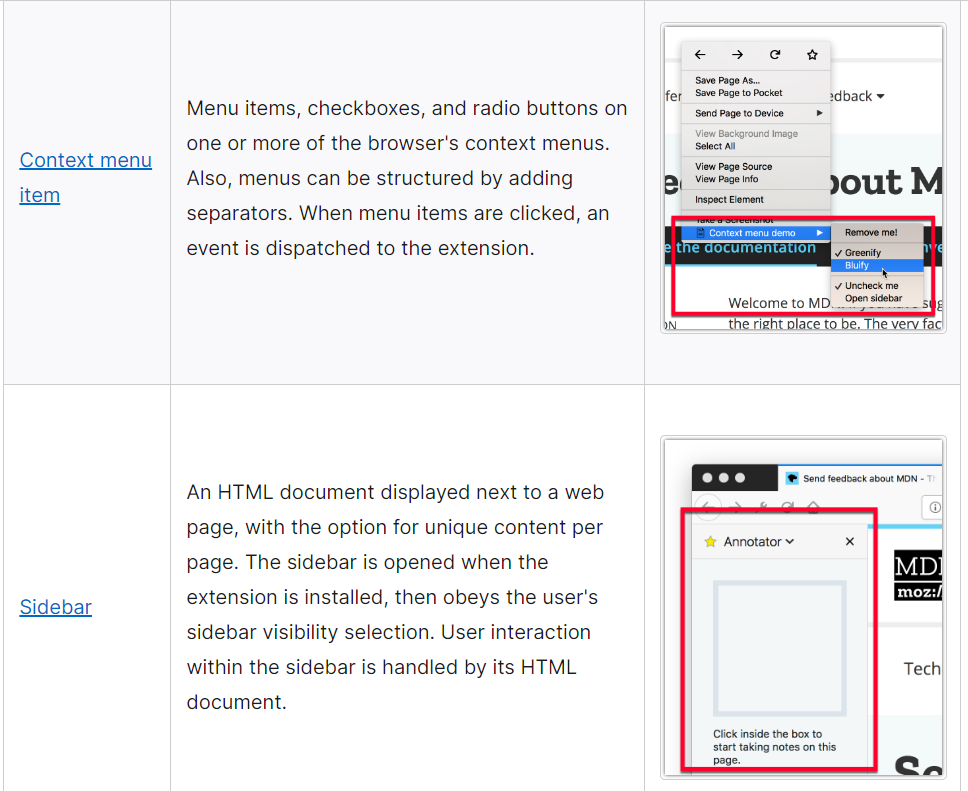 Context menu
item
Menu items, checkboxes, and radio buttons on
one or more of the browser's context menus.
Also, menus can be structured by adding
separators. When menu items are clicked, an
event is dispatched to the extension.
Save Page As...
Save Page to Pocket
edback
Send Page to Device
View Background Image
Select All
View Page Source
View Page Info
bout M
Inspect Element
Take a Screenshot
Context menu demo
Remove me!
e the documentation
Greenify
Bluify
Uncheck me
Open sidebar
Welcome to MD
sug
the right place to be. The very fac
Sidebar
An HTML document displayed next to a web
page, with the option for unique content per
page. The sidebar is opened when the
extension is installed, then obeys the user's
sidebar visibility selection. User interaction
within the sidebar is handled by its HTML
document.
Send feedback about MDN - T
Annotator
MD
moz:/
Tech
Click inside the box to
start taking notes on this
page.
Se